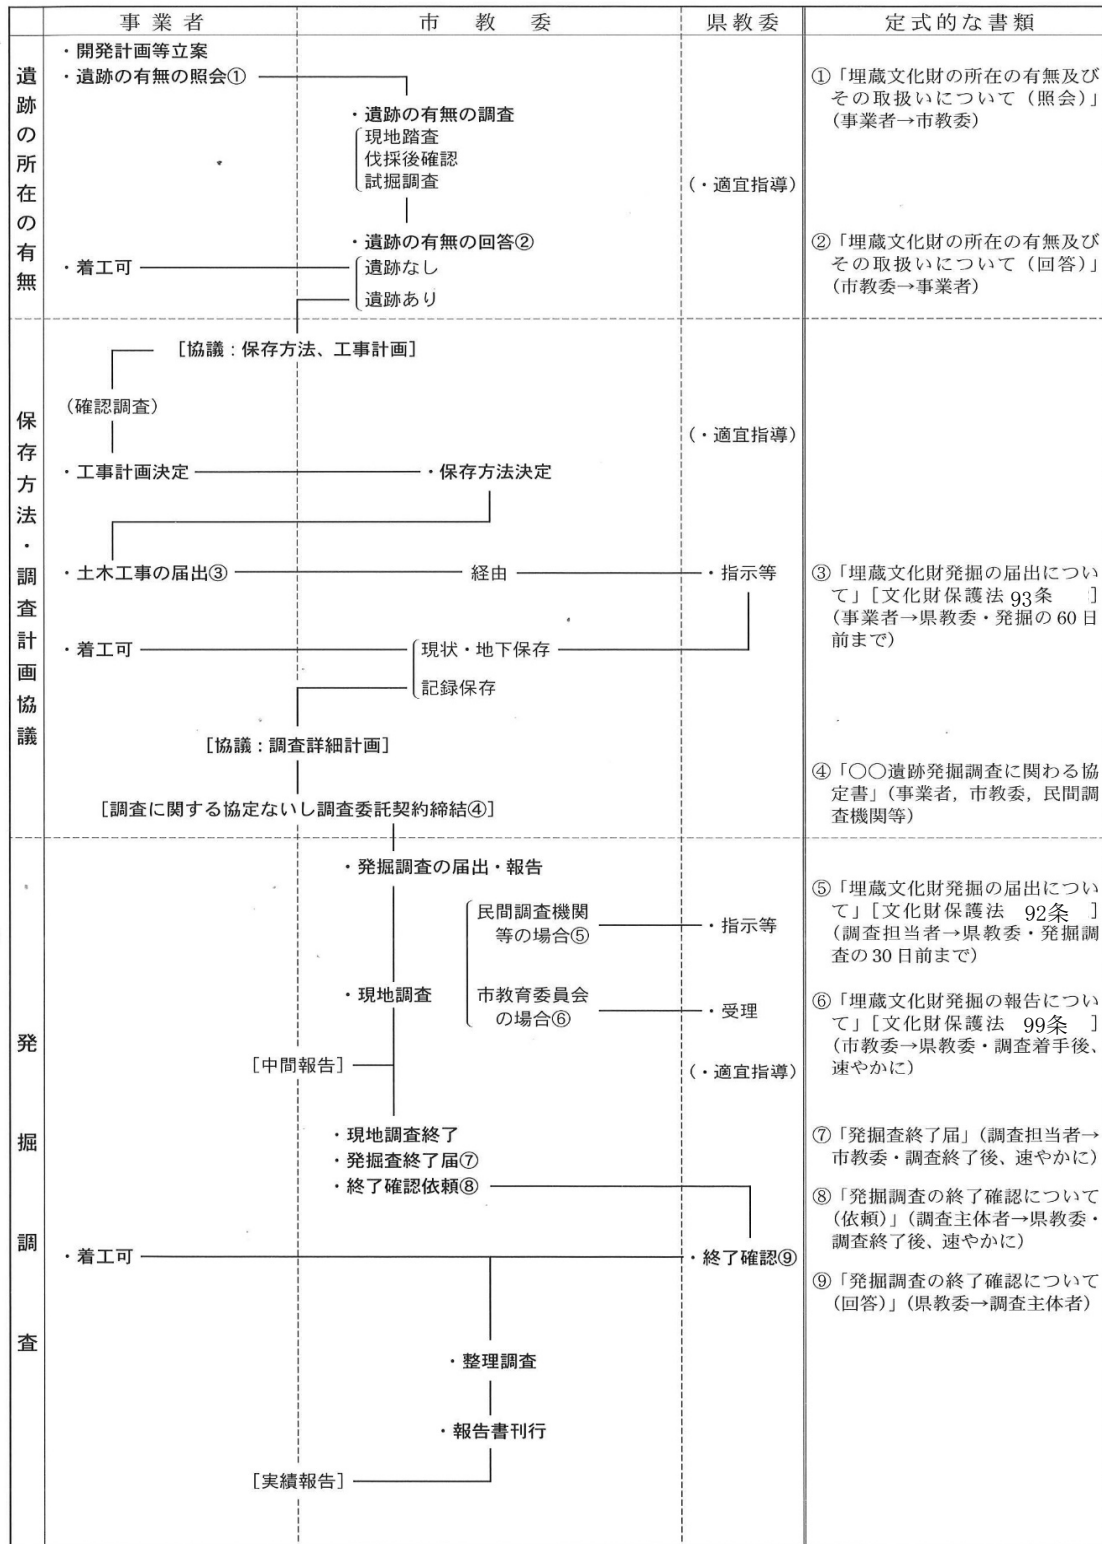 事業者 市教委 県教委 定式的な書類
遺跡の所在の有無
・開発計画等立案
・遺跡の有無の照会①
・遺跡の有無の調査
現地踏査
伐採後確認
試掘調査
(・適宜指導)
・遺跡の有無の回答②
・着工可
遺跡なし
遺跡あり
①「埋蔵文化財の所在の有無及び
その取扱いについて(照会)」
(事業者→市教委)
②「埋蔵文化財の所在の有無及び
その取扱いについて(回答)」
(市教委→事業者)
保存方法・調査計画協議
[協議:保存方法、工事計画]
(確認調査)
(・適宜指導)
・工事計画決定
・保存方法決定
・土木工事の届出③
経由
・指示等
・着工可
現状・地下保存
記録保存
[協議:調査詳細計画]
[調査に関する協定ないし調査委託契約締結④]
③「埋蔵文化財発掘の届出につい
て」[文化財保護法 93条 ]
(事業者→県教委・発掘の60日
前まで)
④「〇〇遺跡発掘調査に関わる協
定書」(事業者,市教委,民間調
査機関等)
発掘調査
・発掘調査の届出・報告
民間調査機関
等の場合⑤
・指示等
・現地調査
市教育委員会
の場合⑥
・受理
[中間報告]
(・適宜指導)
・現地調査終了
・発掘査終了届⑦
・終了確認依頼⑧
・着工可
・終了確認⑨
・整理調査
・報告書刊行
[実績報告]
⑤「埋蔵文化財発掘の届出につい
て」[文化財保護法 92条 ]
(調査担当者→県教委・発掘調
査の30日前まで)
⑥「埋蔵文化財発掘の報告につい
て」[文化財保護法 99条 ]
(市教委→県教委・調査着手後、
速やかに)
⑦「発掘査終了届」(調査担当者→
市教委・調査終了後、速やかに)
⑧「発掘調査の終了確認について
(依頼)」(調査主体者→県教委・
調査終了後、速やかに)
⑨「発掘調査の終了確認について
(回答)」(県教委→調査主体者)